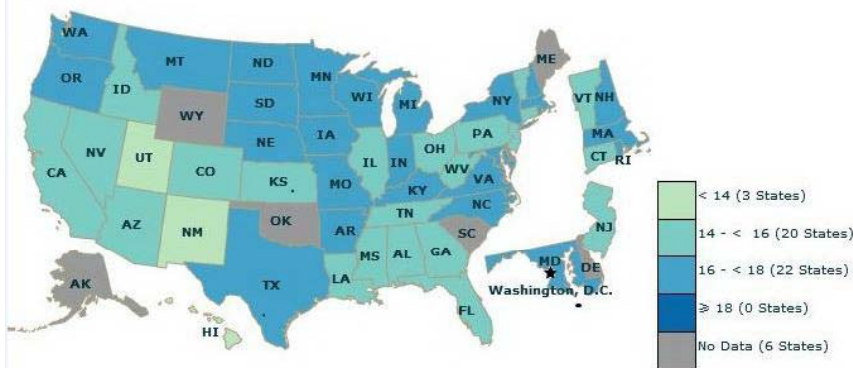 WA
MT
ND
MN
ME
OR
ID
SD
WI
MI
NY
VT
NH
WY
NE
IA
PA
MA
CT
RI
NV
UT
CO
IL
IN
OH
WV
CA
KS
MO
KY
VA
NC
AZ
NM
OK
AR
TN
SC
NJ
MS
AL
GA
TX
LA
MD
DE
AK
Washington, D.C.
HI
FL
< 14 (3 States)
14 - < 16 (20 States)
16 - < 18 (22 States)
≥ 18 (0 States)
No Data (6 States)